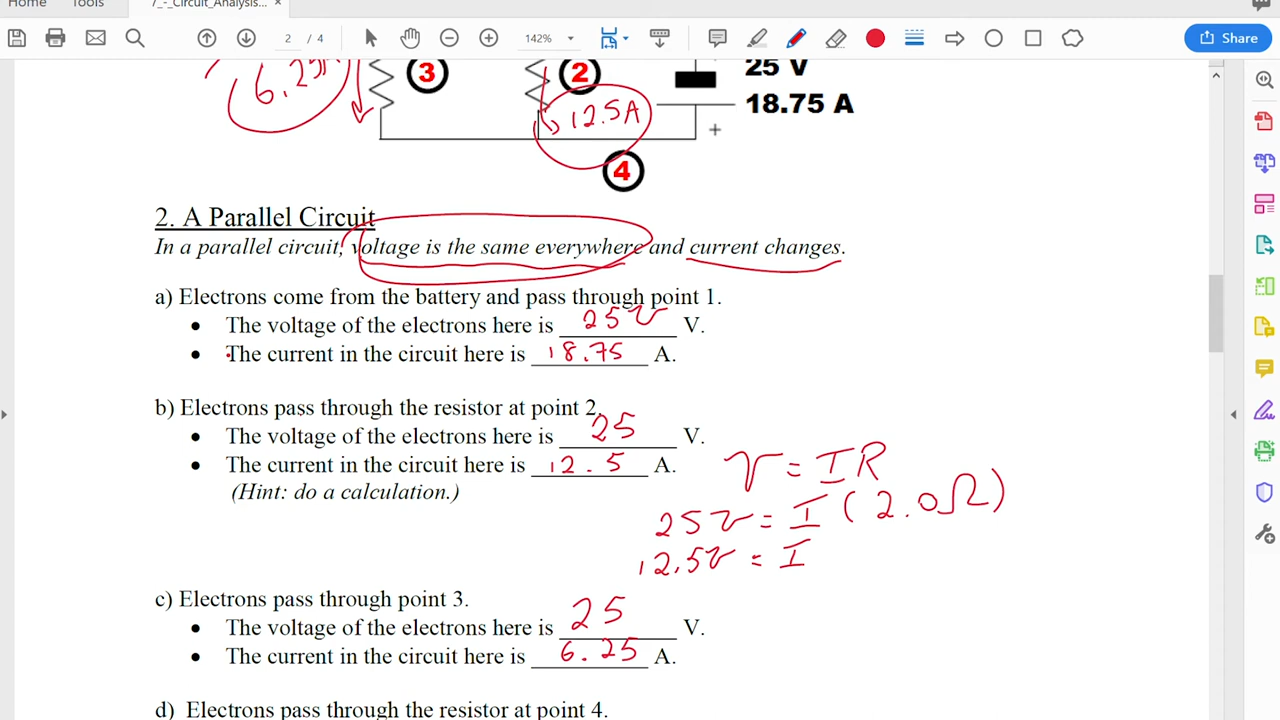 Home Tools 7_-_Circuit_Analysis... ×
2 / 4 142% Share
6.25A 3 2 25 V
12.5A 18.75 A
+
4
2. A Parallel Circuit
In a parallel circuit, voltage is the same everywhere and current changes.
a) Electrons come from the battery and pass through point 1.
• The voltage of the electrons here is 25V V.
• The current in the circuit here is 18.75 A.
b) Electrons pass through the resistor at point 2.
• The voltage of the electrons here is 25 V.
• The current in the circuit here is 12.5 A.
(Hint: do a calculation.)
V = IR
25V = I (2.0Ω)
12.5V = I
c) Electrons pass through point 3.
• The voltage of the electrons here is 25 V.
• The current in the circuit here is 6.25 A.
d) Electrons pass through the resistor at point 4.